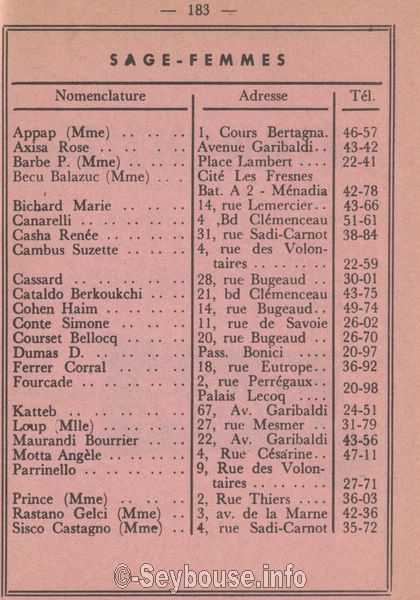 — 183 —
SAGE-FEMMES
Nomenclature Adresse Tél.
Appap (Mme) .. .. .. 1, Cours Bertagna. 46-57
Axisa Rose .. .. .. .. Avenue Garibaldi.. 43-42
Barbe P. (Mme) .. .. .. Place Lambert .... 22-41
Becu Balazuc (Mme) .. . Cité Les Fresnes
Bat. A 2 - Ménadia 42-78
Bichard Marie .. .. .. 14, rue Lemercier.. 43-66
Canarelli .. .. .. .. .. 4 ,Bd Clémenceau 51-61
Casha Renée .. .. .. .. 31, rue Sadi-Carnot 38-84
Cambus Suzette .. .. .. 4, rue des Volon-
taires .. .. .. .. 22-59
Cassard .. .. .. .. .. 28, rue Bugeaud .. 30-01
Cataldo Berkoukchi .. .. 21, bd Clémenceau 43-75
Cohen Haim .. .. .. .. 14, rue Bugeaud.. 49-74
Conte Simone .. .. .. 11, rue de Savoie 26-02
Courset Bellocq .. .. .. 20, rue Bugeaud .. 26-70
Dumas D. .. .. .. .. .. Pass. Bonici .... 20-97
Ferrer Corral .. .. .. .. 18, rue Eutrope.. 36-92
Fourcade .. .. .. .. .. 2, rue Perrégaux..
Palais Lecoq .... 20-98
Katteb .. .. .. .. .. .. 67, Av. Garibaldi 24-51
Loup (Mlle) .. .. .. .. 27, rue Mesmer .. 31-79
Maurandi Bourrier .. .. 22, Av. Garibaldi 43-56
Motta Angèle .. .. .. .. 4, Rue Césarine.. 47-11
Parrinello .. .. .. .. .. 9, Rue des Volon-
taires .. .. .. .. 27-71
Prince (Mme) .. .. .. .. 2, Rue Thiers .... 36-03
Rastano Gelci (Mme) .. 3, av. de la Marne 42-36
Sisco Castagno (Mme) .. 4, rue Sadi-Carnot 35-72
©-Seybouse.info